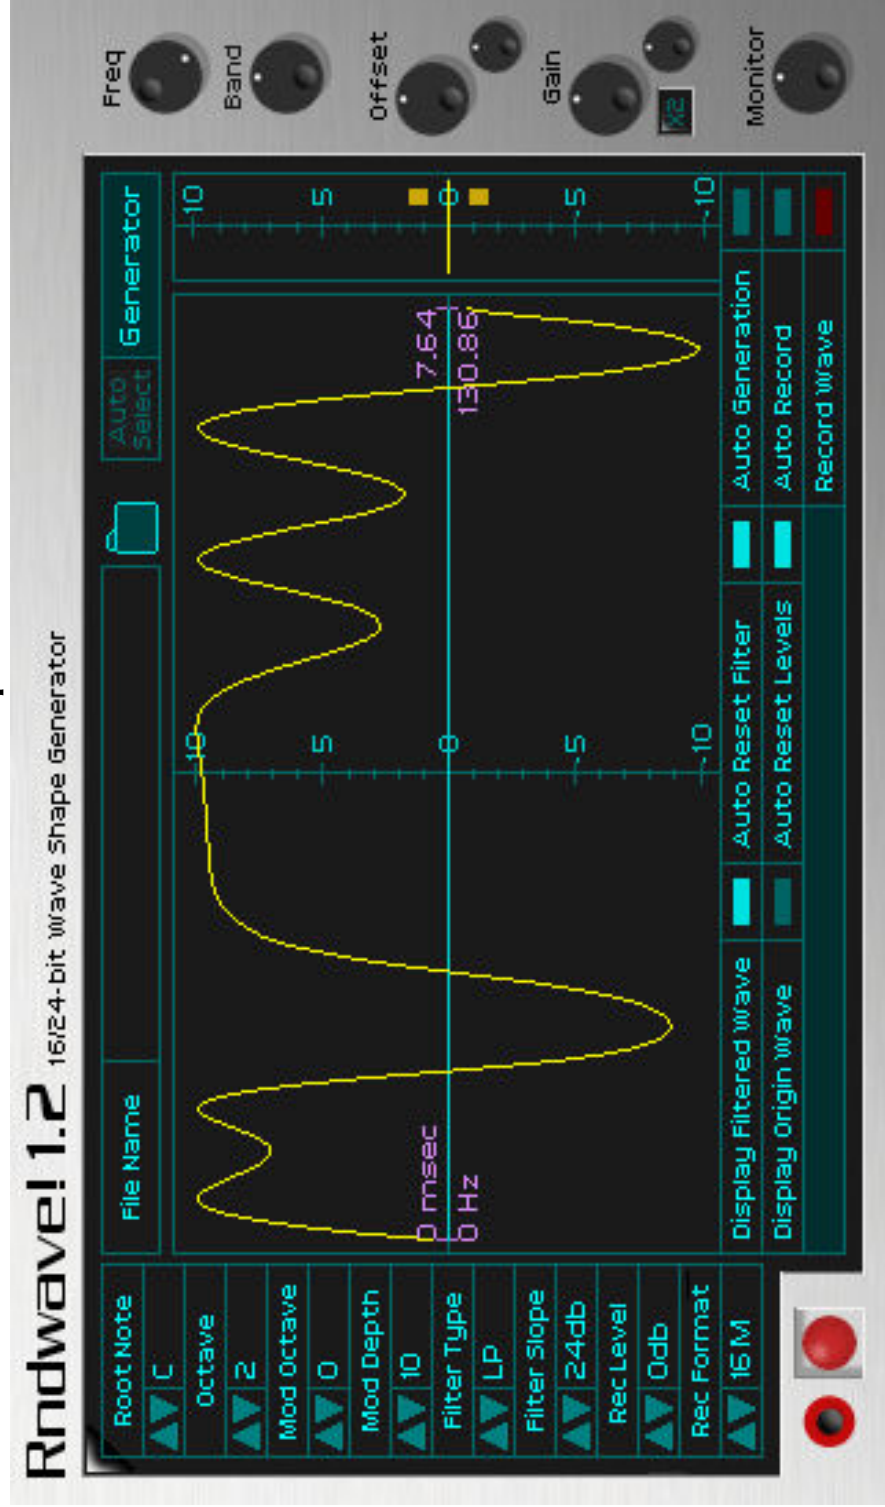 Rndwave! 1.2 16/24-bit Wave Shape Generator
Root Note
C
Octave
2
Mod Octave
0
Mod Depth
10
Filter Type
LP
Filter Slope
24db
Rec Level
0db
Rec Format
16 M
File Name
Auto
Select
Generator
10
5
0
-5
-10
0 msec
0 Hz
7.64
130.86
10
5
0
-5
-10
Display Filtered Wave
Auto Reset Filter
Auto Generation
Display Origin Wave
Auto Reset Levels
Auto Record
Record Wave
Freq
Band
Offset
Gain
X2
Monitor